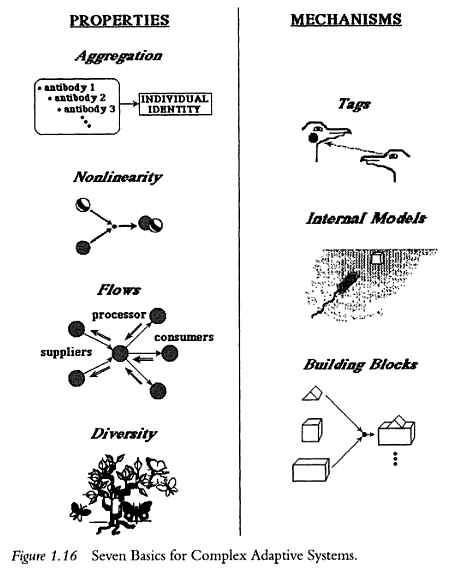 PROPERTIES
Aggregation
• antibody 1
• antibody 2
• antibody 3
INDIVIDUAL
IDENTITY
Nonlinearity
Flows
processor
consumers
suppliers
Diversity
MECHANISMS
Tags
Internal Models
Building Blocks
Figure 1.16 Seven Basics for Complex Adaptive Systems.